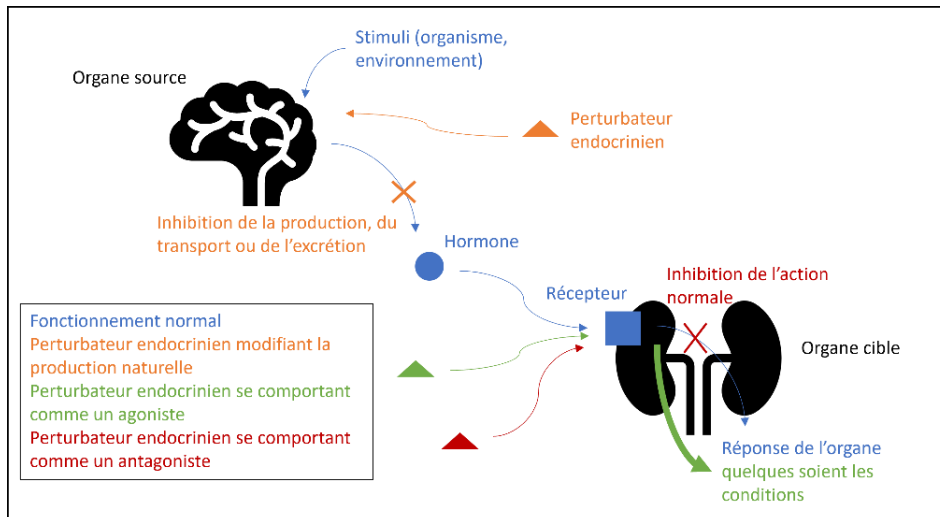 Stimuli (organisme,
environnement)
Organe source
Perturbateur
endocrinien
Inhibition de la production, du
transport ou de l'excrétion
Hormone
Récepteur
Inhibition de l'action
normale
Organe cible
Réponse de l'organe
quelques soient les
conditions
Fonctionnement normal
Perturbateur endocrinien modifiant la
production naturelle
Perturbateur endocrinien se comportant
comme un agoniste
Perturbateur endocrinien se comportant
comme un antagoniste